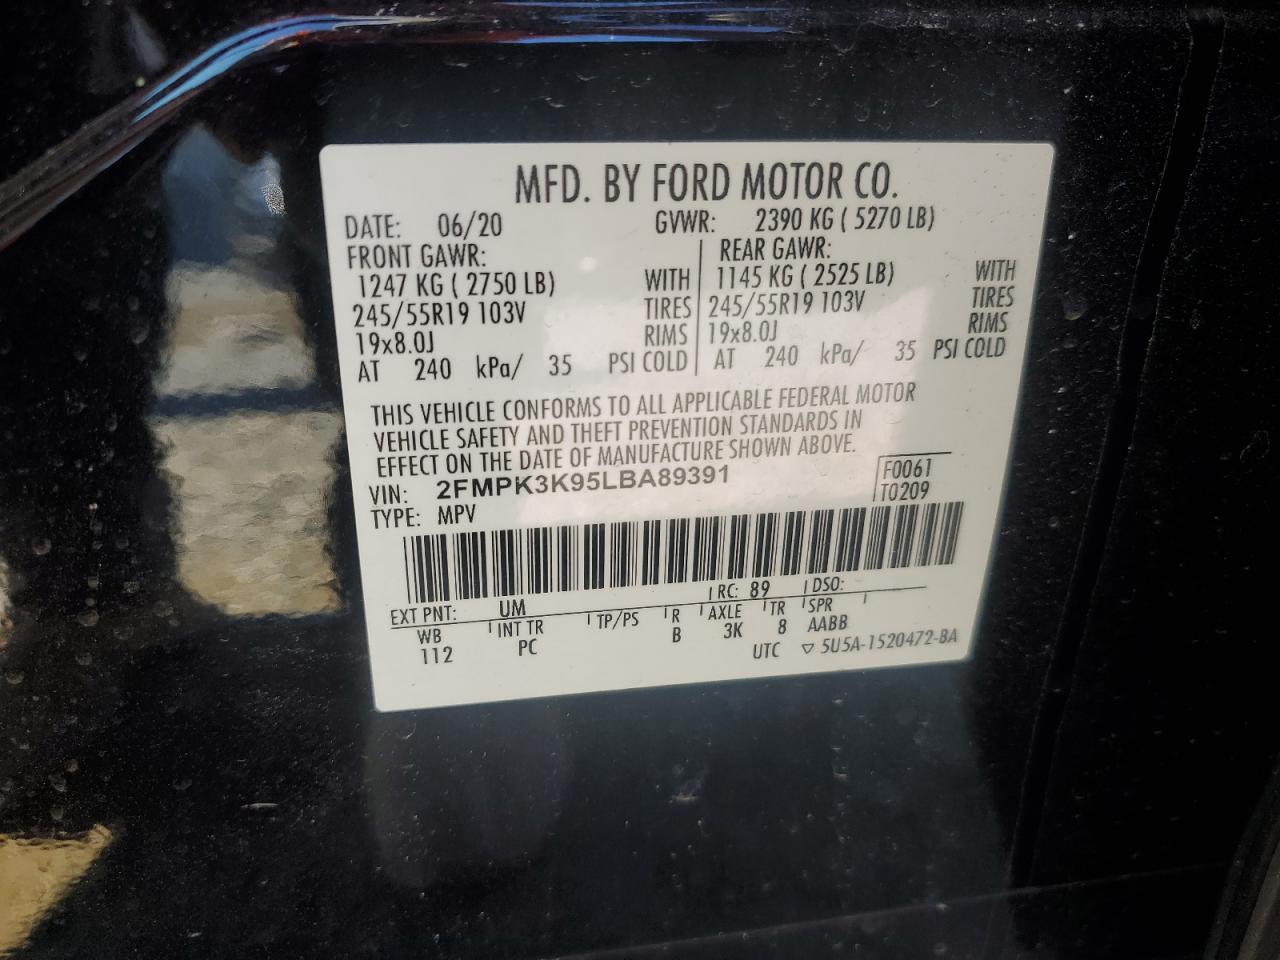 MFD. BY FORD MOTOR CO.
DATE: 06/20 GVWR: 2390 KG ( 5270 LB)
FRONT GAWR: REAR GAWR:
1247 KG ( 2750 LB) WITH 1145 KG ( 2525 LB) WITH
245/55R19 103V TIRES 245/55R19 103V TIRES
19x8.0J RIMS 19x8.0J RIMS
AT 240 kPa/ 35 PSI COLD AT 240 kPa/ 35 PSI COLD
THIS VEHICLE CONFORMS TO ALL APPLICABLE FEDERAL MOTOR
VEHICLE SAFETY AND THEFT PREVENTION STANDARDS IN
EFFECT ON THE DATE OF MANUFACTURE SHOWN ABOVE.
VIN: 2FMPK3K95LBA89391 F0061
TYPE: MPV T0209
EXT PNT: UM RC: 89 DSO:
WB INT TR TP/PS R AXLE TR SPR
112 PC B 3K 8 AABB
UTC ▽ 5U5A-1520472-BA